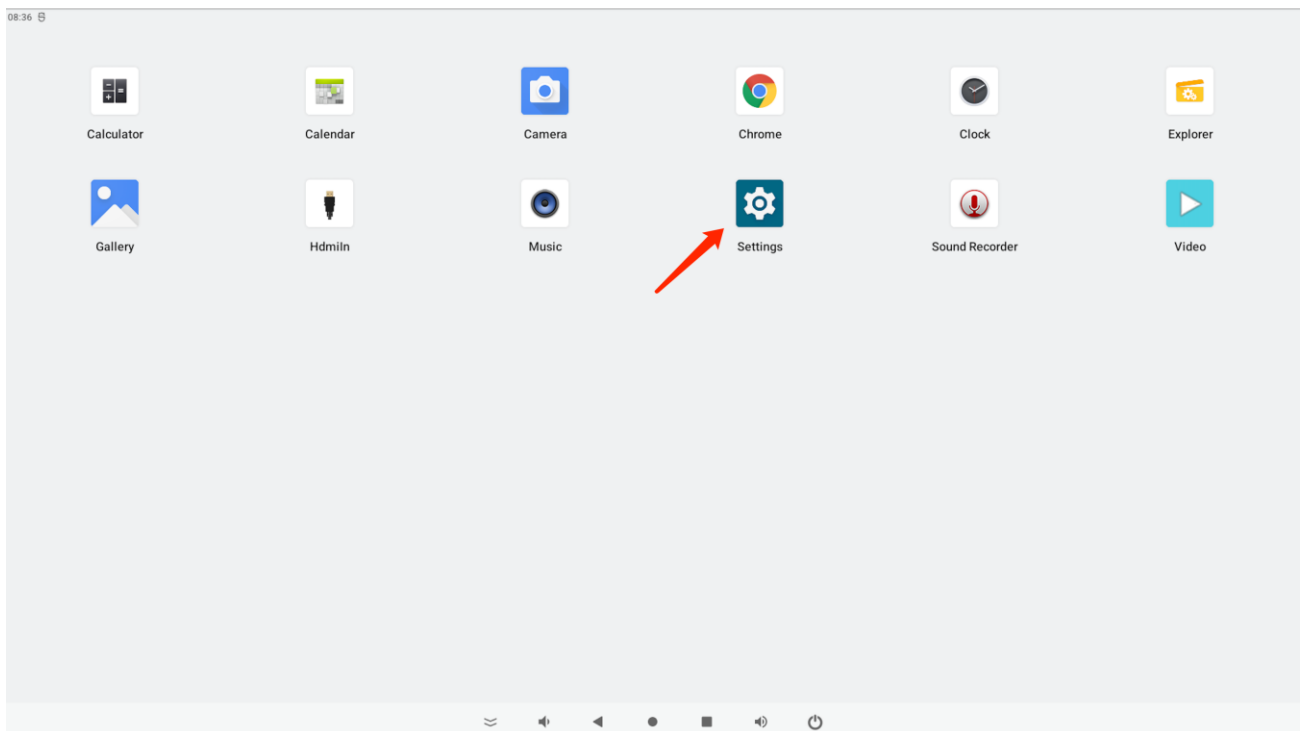 08:36
Calculator
Calendar
Camera
Chrome
Clock
Explorer
Gallery
HdmiIn
Music
Settings
Sound Recorder
Video